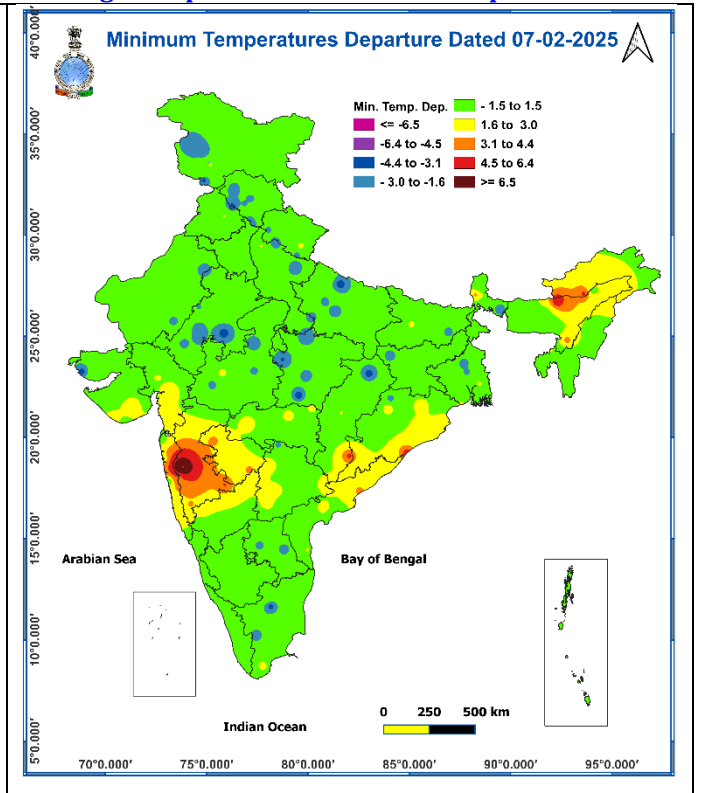 Minimum Temperatures Departure Dated 07-02-2025
Min. Temp. Dep.
<= -6.5
-6.4 to -4.5
-4.4 to -3.1
- 3.0 to -1.6
- 1.5 to 1.5
1.6 to 3.0
3.1 to 4.4
4.5 to 6.4
>= 6.5
40°0.000'
35°0.000'
30°0.000'
25°0.000'
20°0.000'
15°0.000'
10°0.000'
5°0.000'
Arabian Sea
Bay of Bengal
Indian Ocean
0 250 500 km
70°0.000' 75°0.000' 80°0.000' 85°0.000' 90°0.000' 95°0.000'